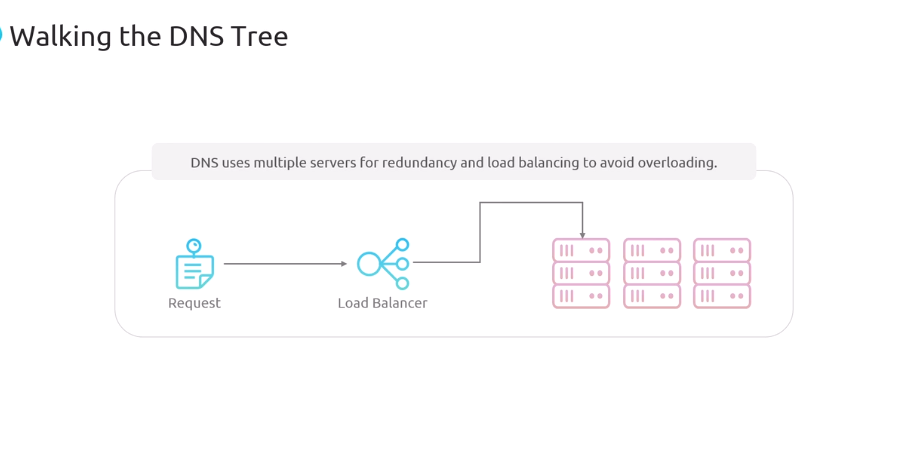 Walking the DNS Tree
DNS uses multiple servers for redundancy and load balancing to avoid overloading.
Request
Load Balancer